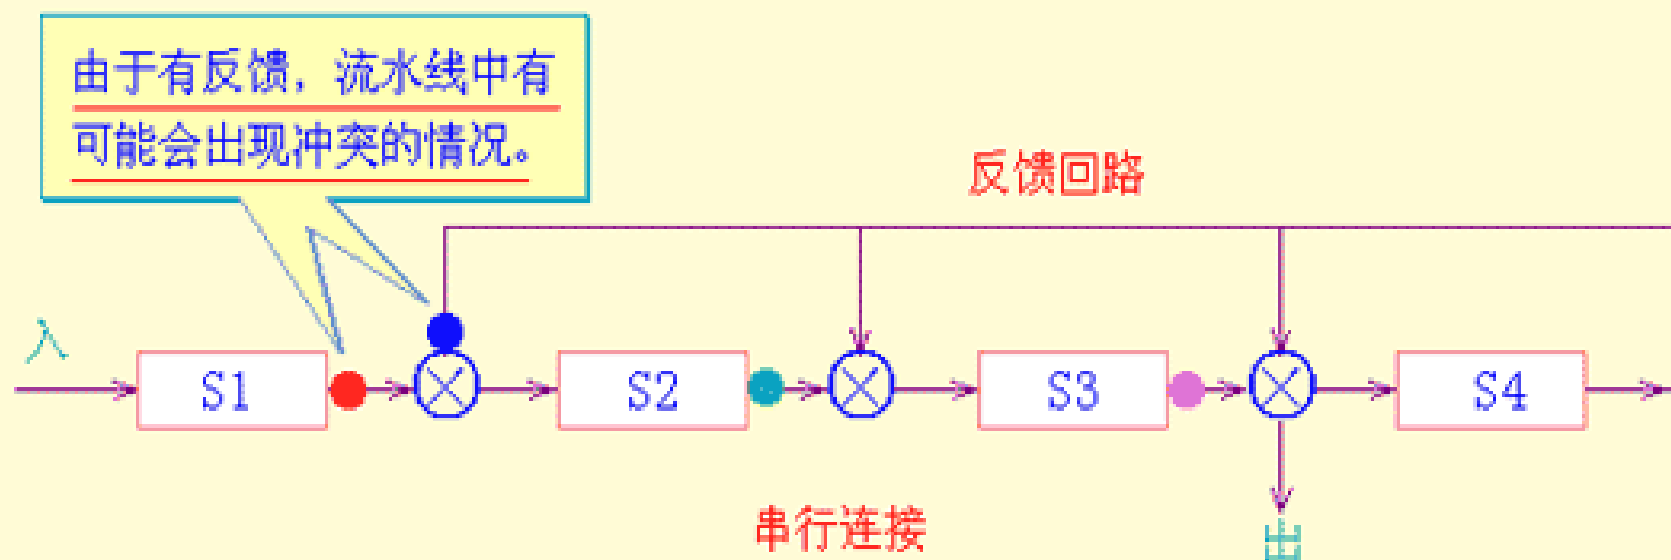 由于有反馈，流水线中有
可能会出现冲突的情况。
反馈回路
入
S1
S2
S3
S4
串行连接
出